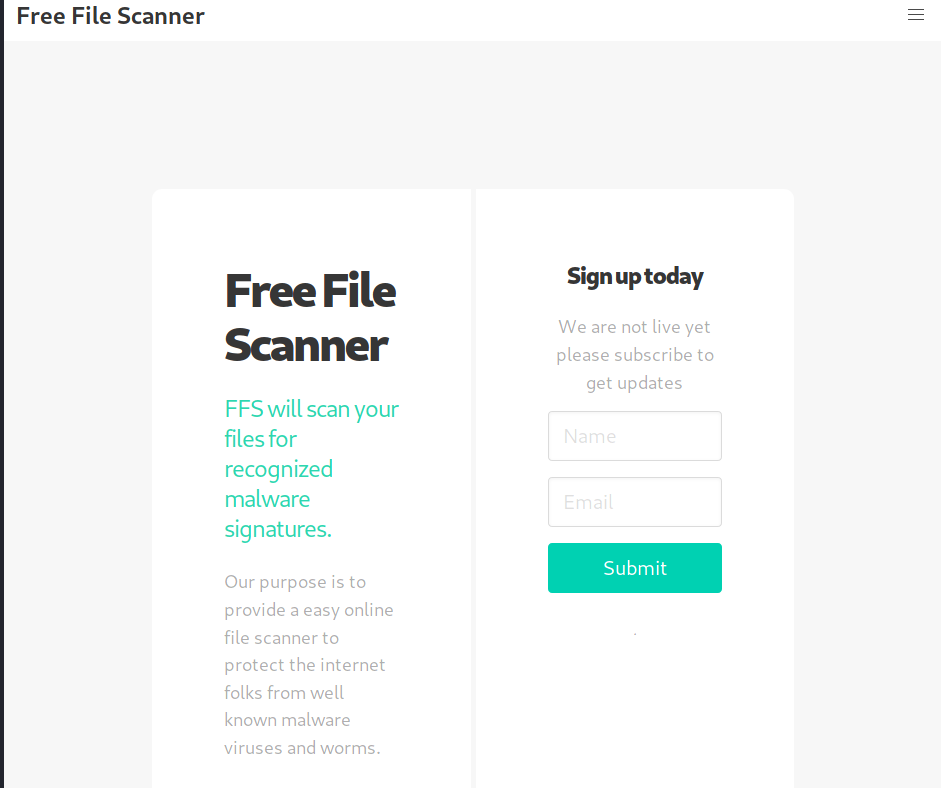 Free File Scanner
Free File
Scanner
FFS will scan your
files for
recognized
malware
signatures.
Our purpose is to
provide a easy online
file scanner to
protect the internet
folks from well
known malware
viruses and worms.
Sign up today
We are not live yet
please subscribe to
get updates
Name
Email
Submit
.